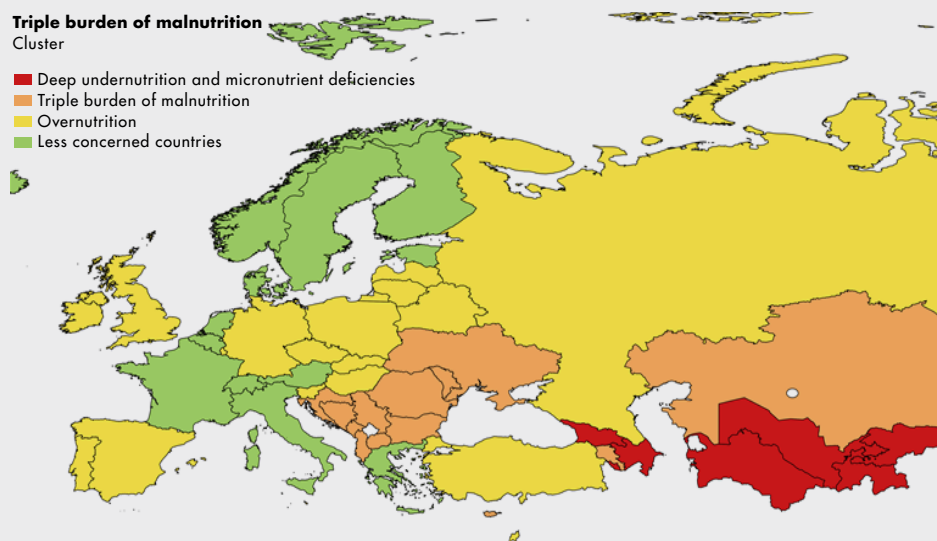 Triple burden of malnutrition
Cluster
Deep undernutrition and micronutrient deficiencies
Triple burden of malnutrition
Overnutrition
Less concerned countries